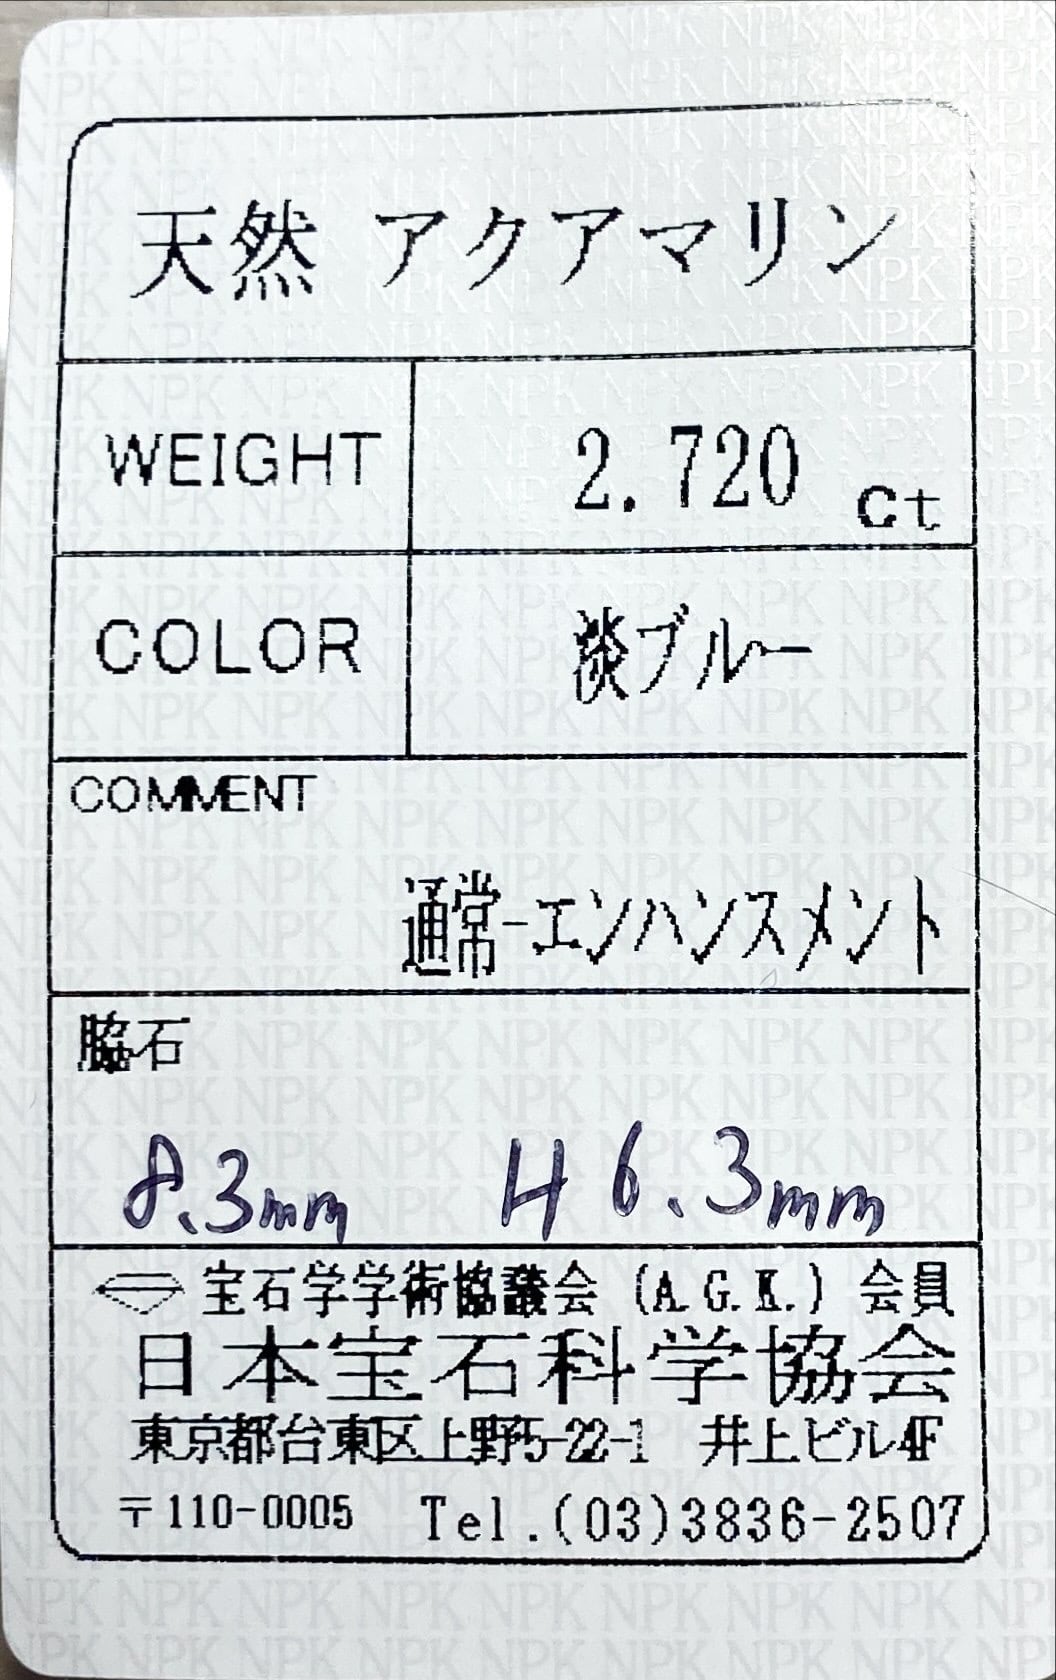 天然 アクアマリン
WEIGHT 2.720 ct
COLOR 淡ブルー
COMMENT
通常-エンハンスメント
脇石
8.3mm H 6.3mm
宝石学学術協議会 (A.G.K.) 会員
日本宝石科学協会
東京都台東区上野5-22-1 井上ビル4F
〒110-0005 Tel.(03)3836-2507